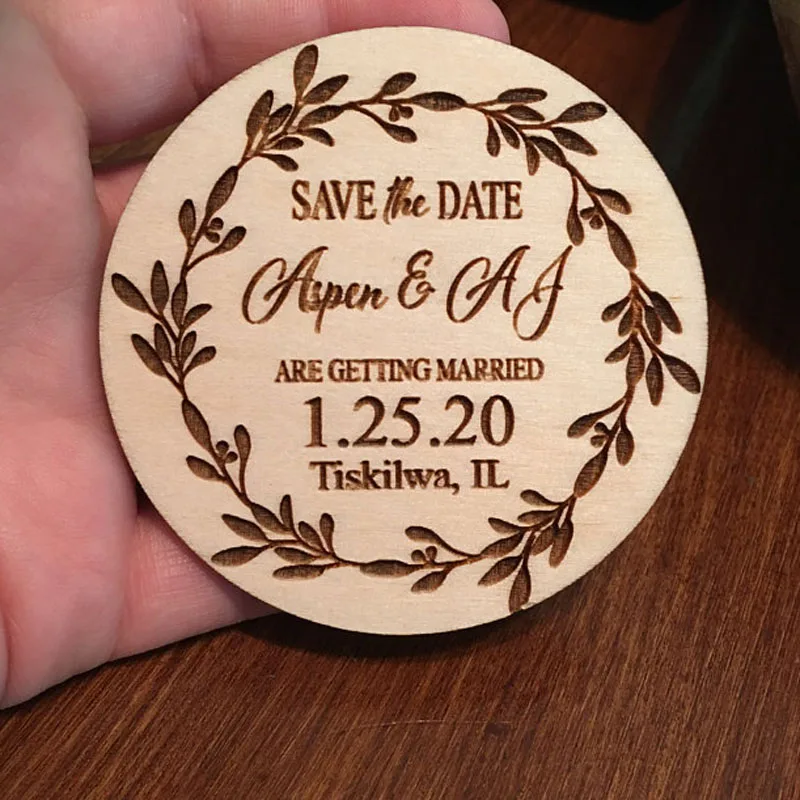 SAVE the DATE
Aspen & AJ
ARE GETTING MARRIED
1.25.20
Tiskilwa, IL